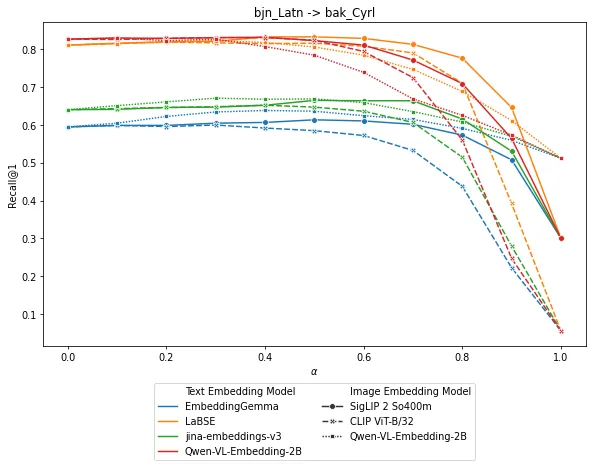 bjn_Latn -> bak_Cyrl
Recall@1
0.8
0.7
0.6
0.5
0.4
0.3
0.2
0.1
0.0
0.2
0.4
0.6
0.8
1.0
α
Text Embedding Model
EmbeddingGemma
LaBSE
jina-embeddings-v3
Qwen-VL-Embedding-2B
Image Embedding Model
SigLIP 2 So400m
CLIP ViT-B/32
Qwen-VL-Embedding-2B